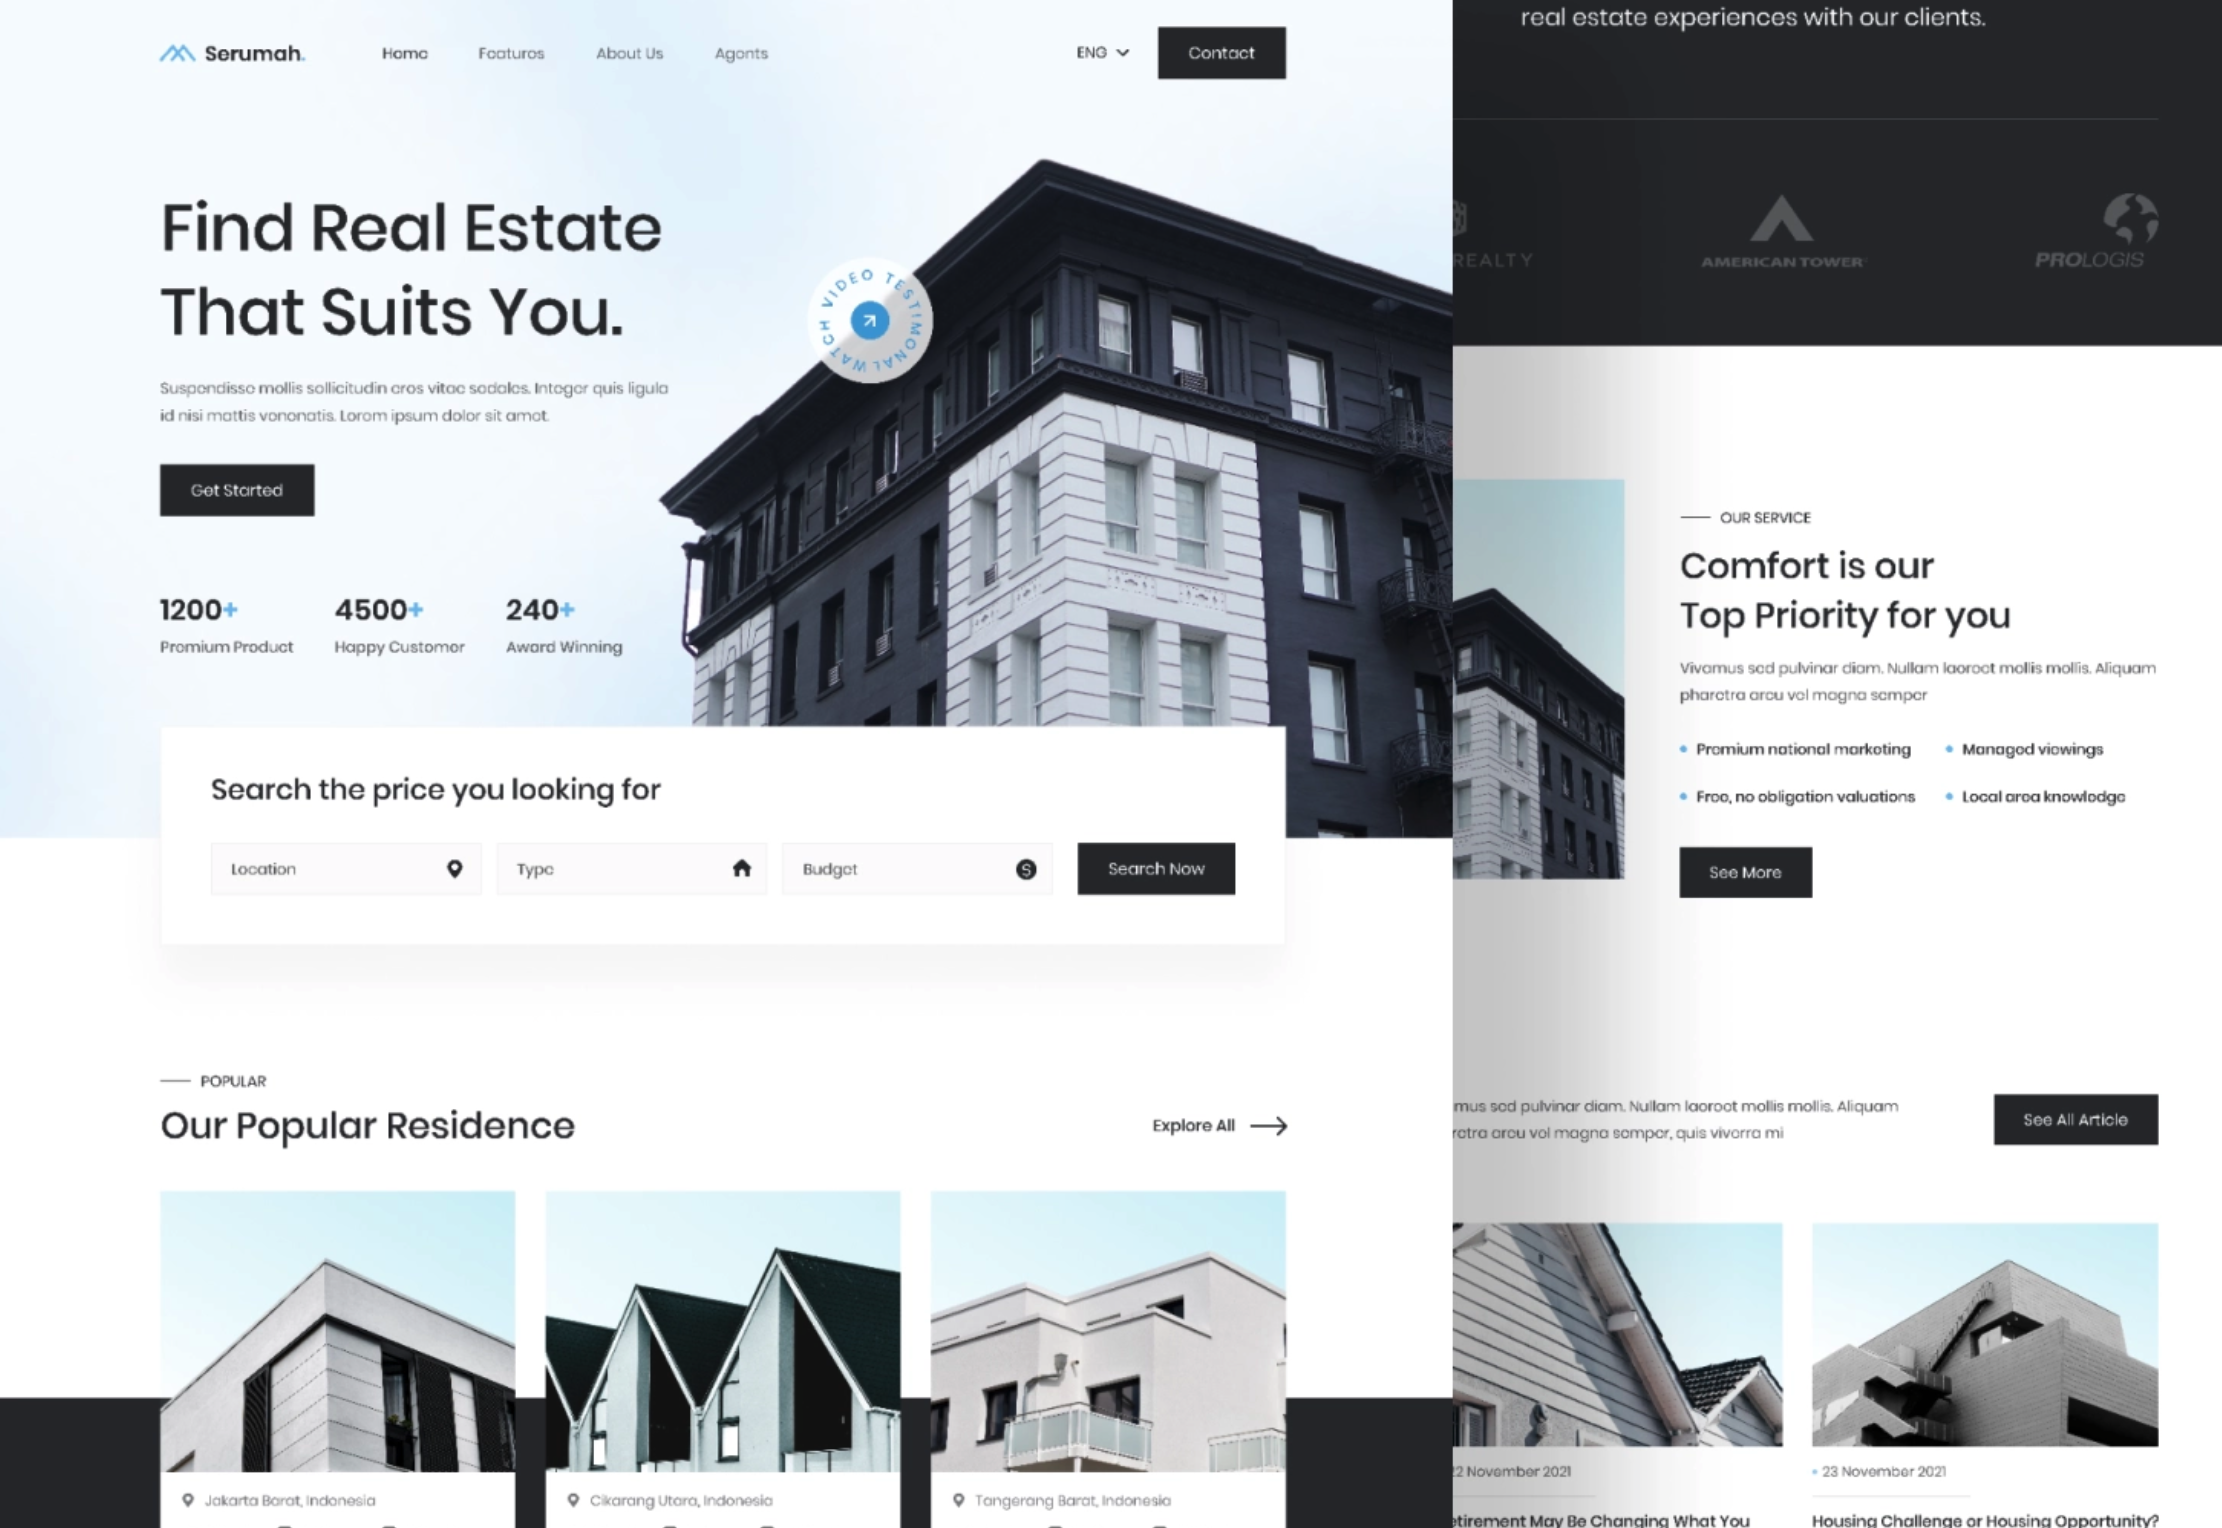 Serumah.
Home
Features
About Us
Agents
ENG
Contact
Find Real Estate
That Suits You.
WATCH VIDEO TESTIMONAL
Suspendisse mollis sollicitudin eros vitae sodales. Integer quis ligula
id nisi mattis venenatis. Lorem ipsum dolor sit amet.
Get Started
1200+
Premium Product
4500+
Happy Customer
240+
Award Winning
Search the price you looking for
Location
Type
Budget
Search Now
POPULAR
Our Popular Residence
Explore All
Jakarta Barat, Indonesia
Cikarang Utara, Indonesia
Tangerang Barat, Indonesia
real estate experiences with our clients.
REALTY
AMERICAN TOWER
PROLOGIS
OUR SERVICE
Comfort is our
Top Priority for you
Vivamus sed pulvinar diam. Nullam laoreet mollis mollis. Aliquam
pharetra arcu vel magna semper
Premium national marketing
Managed viewings
Free, no obligation valuations
Local area knowledge
See More
mus sed pulvinar diam. Nullam laoreet mollis mollis. Aliquam
retra arcu vel magna semper, quis viverra mi
See All Article
22 November 2021
23 November 2021
etirement May Be Changing What You
Housing Challenge or Housing Opportunity?